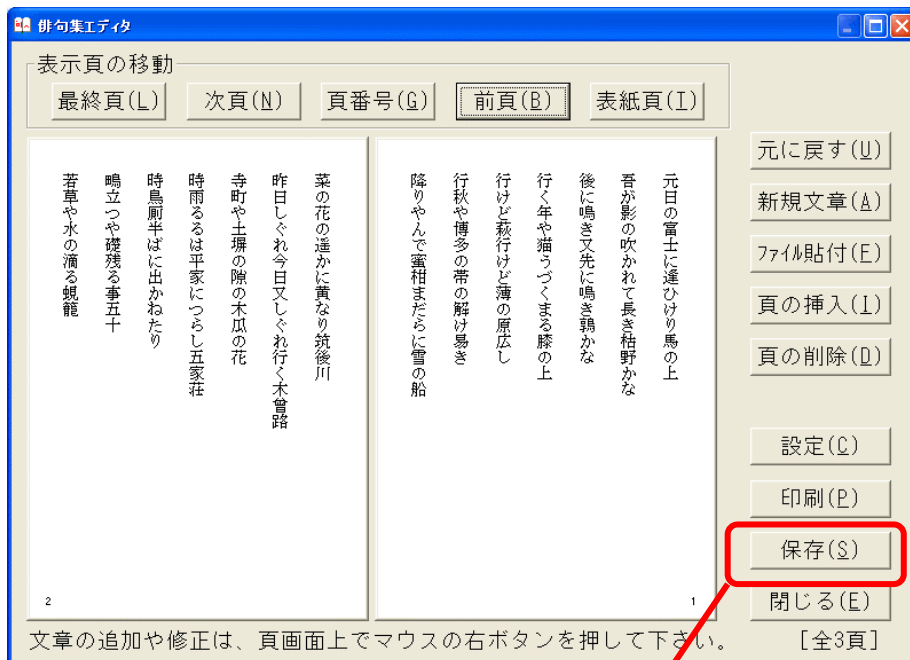 俳句集エディタ
表示頁の移動
最終頁(L)
次頁(N)
頁番号(G)
前頁(B)
表紙頁(I)
元日の富士に逢ひけり馬の上
吾が影の吹かれて長き枯野かな
後に鳴き又先に鳴き鶉かな
行く年や猫うづくまる膝の上
行けど萩行けど薄の原広し
行秋や博多の帯の解け易き
降りやんで蜜柑まだらに雪の船
1
菜の花の遥かに黄なり筑後川
昨日しぐれ今日又しぐれ行く木曾路
寺町や土塀の隙の木瓜の花
時雨るるは平家につらし五家荘
時鳥厠半ばに出かねたり
鴫立つや礎残る事五十
若草や水の滴る蜆籠
2
元に戻す(U)
新規文章(A)
ファイル貼付(F)
頁の挿入(I)
頁の削除(D)
設定(C)
印刷(P)
保存(S)
閉じる(E)
文章の追加や修正は、頁画面上でマウスの右ボタンを押して下さい。
[全3頁]